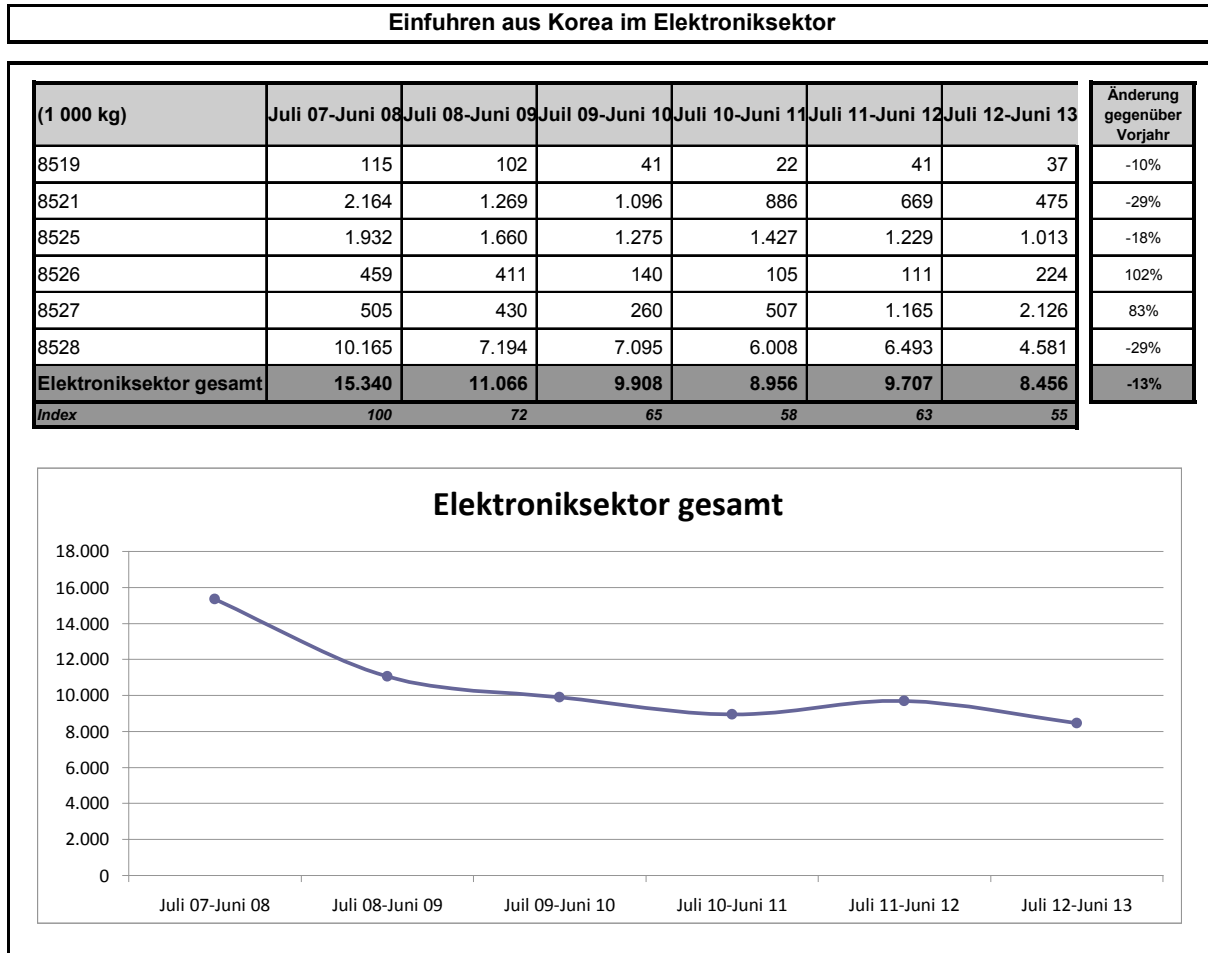 Einfuhren aus Korea im Elektroniksektor
(1 000 kg) Juli 07-Juni 08 Juli 08-Juni 09 Juil 09-Juni 10 Juli 10-Juni 11 Juli 11-Juni 12 Juli 12-Juni 13
Änderung
gegenüber
Vorjahr
8519 115 102 41 22 41 37 -10%
8521 2.164 1.269 1.096 886 669 475 -29%
8525 1.932 1.660 1.275 1.427 1.229 1.013 -18%
8526 459 411 140 105 111 224 102%
8527 505 430 260 507 1.165 2.126 83%
8528 10.165 7.194 7.095 6.008 6.493 4.581 -29%
Elektroniksektor gesamt 15.340 11.066 9.908 8.956 9.707 8.456 -13%
Index 100 72 65 58 63 55
Elektroniksektor gesamt
18.000
16.000
14.000
12.000
10.000
8.000
6.000
4.000
2.000
0
Juli 07-Juni 08 Juli 08-Juni 09 Juil 09-Juni 10 Juli 10-Juni 11 Juli 11-Juni 12 Juli 12-Juni 13